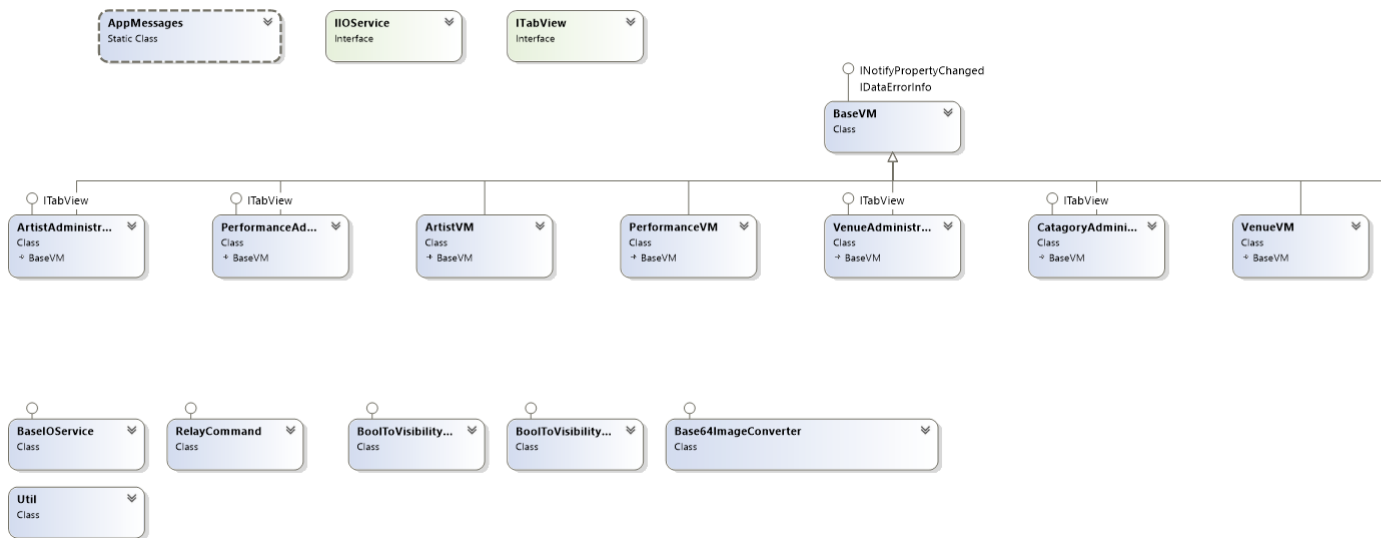 AppMessages
Static Class
IIOService
Interface
ITabView
Interface
INotifyPropertyChanged
IDataErrorInfo
BaseVM
Class
ITabView
ArtistAdministr...
Class
BaseVM
ITabView
PerformanceAd...
Class
BaseVM
ArtistVM
Class
BaseVM
PerformanceVM
Class
BaseVM
ITabView
VenueAdministr...
Class
BaseVM
ITabView
CatagoryAdmini...
Class
BaseVM
VenueVM
Class
BaseVM
BaseIOService
Class
RelayCommand
Class
BoolToVisibility...
Class
BoolToVisibility...
Class
Base64ImageConverter
Class
Util
Class